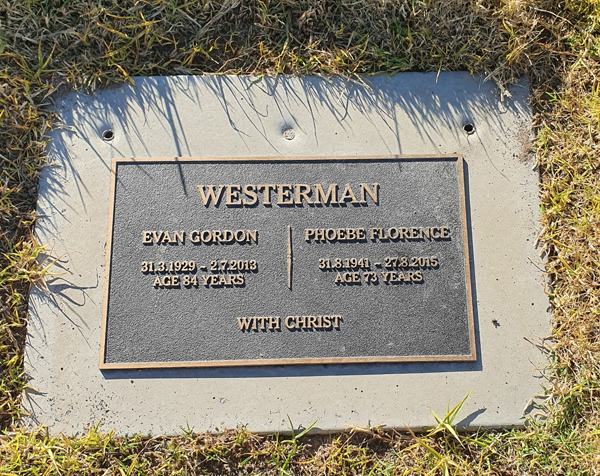 WESTERMAN
EVAN GORDON
31.3.1929 - 2.7.2013
AGE 84 YEARS
PHOEBE FLORENCE
31.8.1941 - 27.8.2015
AGE 73 YEARS
WITH CHRIST